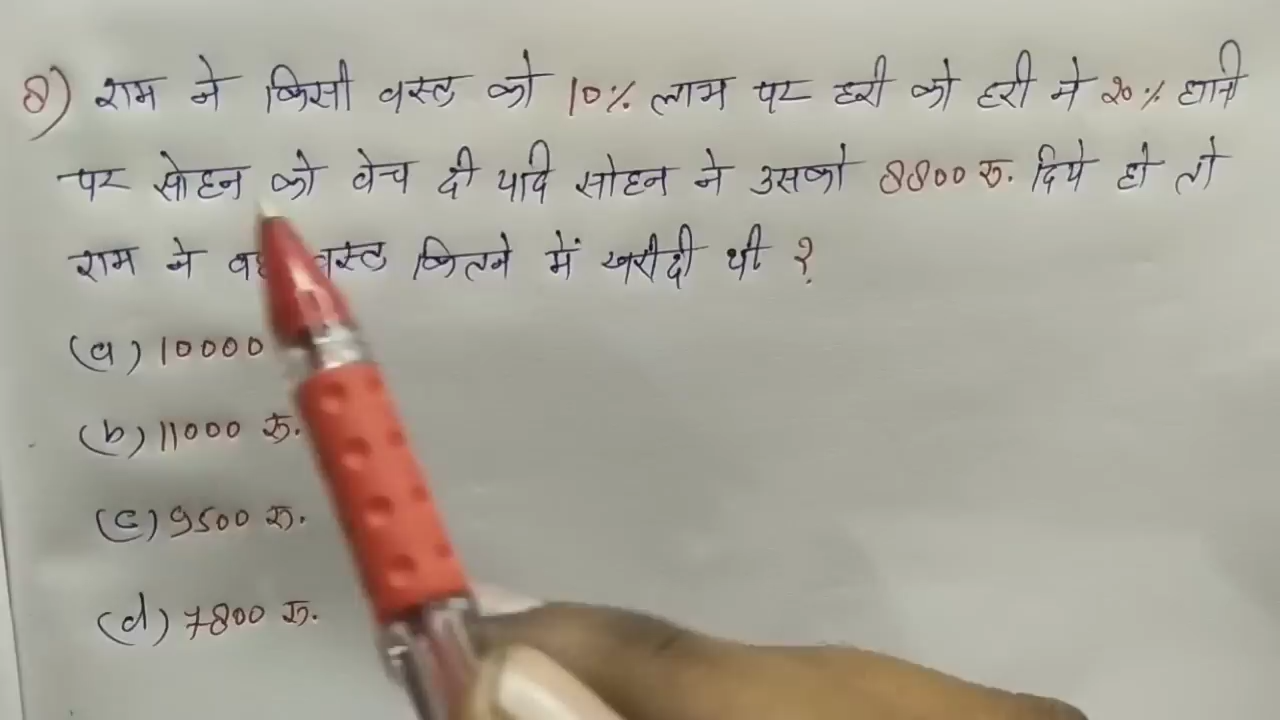 8) राम ने किसी वस्तु को 10% लाभ पर हरी को हरी ने 20% हानी
पर सोहन को बेच दी यदि सोहन ने उसको 8800 रु. दिये हो तो
राम ने वह वस्तु कितने में खरीदी थी ?
(a) 10000
(b) 11000 रु.
(c) 9500 रु.
(d) 7800 रु.